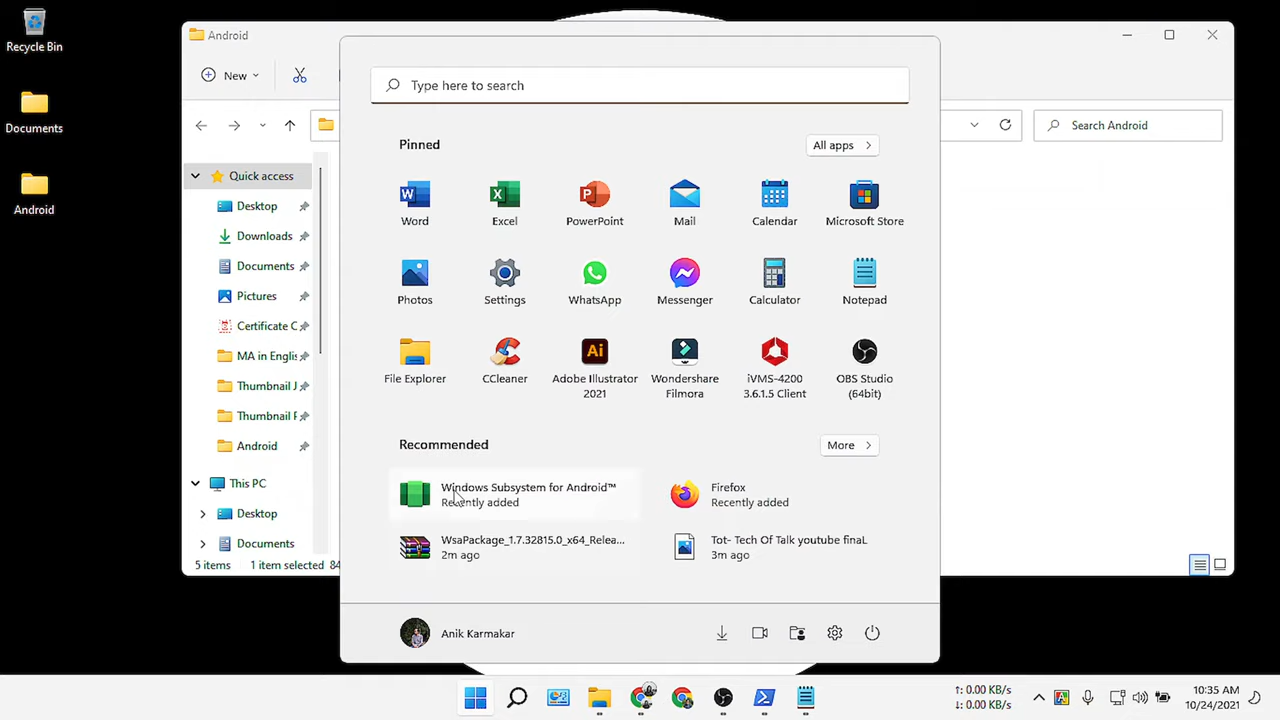 Recycle Bin
Documents
Android
Android
New
Search Android
Quick access
Desktop
Downloads
Documents
Pictures
Certificate C
MA in Englis
Thumbnail J
Thumbnail F
Android
This PC
Desktop
Documents
5 items 1 item selected 84
Type here to search
Pinned
All apps
Word
Excel
PowerPoint
Mail
Calendar
Microsoft Store
Photos
Settings
WhatsApp
Messenger
Calculator
Notepad
File Explorer
CCleaner
Adobe Illustrator
2021
Wondershare
Filmora
iVMS-4200
3.6.1.5 Client
OBS Studio
(64bit)
Recommended
More
Windows Subsystem for Android™
Recently added
Firefox
Recently added
WsaPackage_1.7.32815.0_x64_Relea...
2m ago
Tot- Tech Of Talk youtube finaL
3m ago
Anik Karmakar
↑: 0.00 KB/s
↓: 0.00 KB/s
10:35 AM
10/24/2021